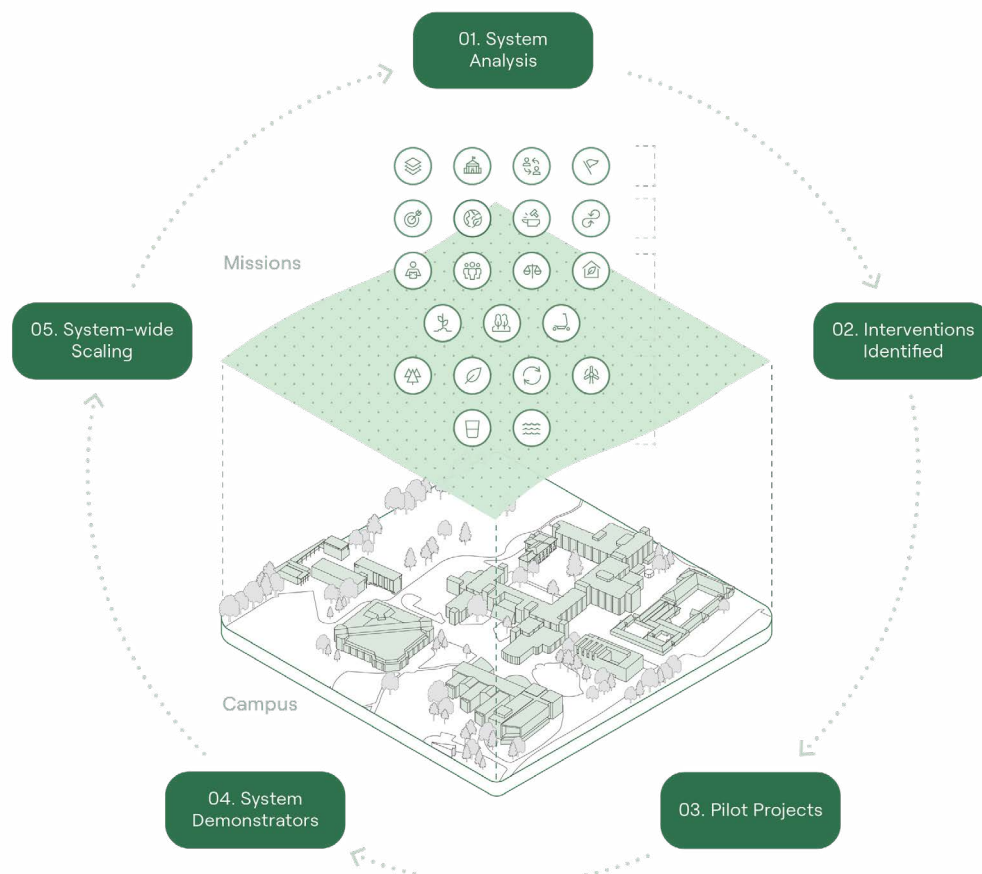 01. System
Analysis
Missions
05. System-wide
Scaling
02. Interventions
Identified
Campus
04. System
Demonstrators
03. Pilot Projects